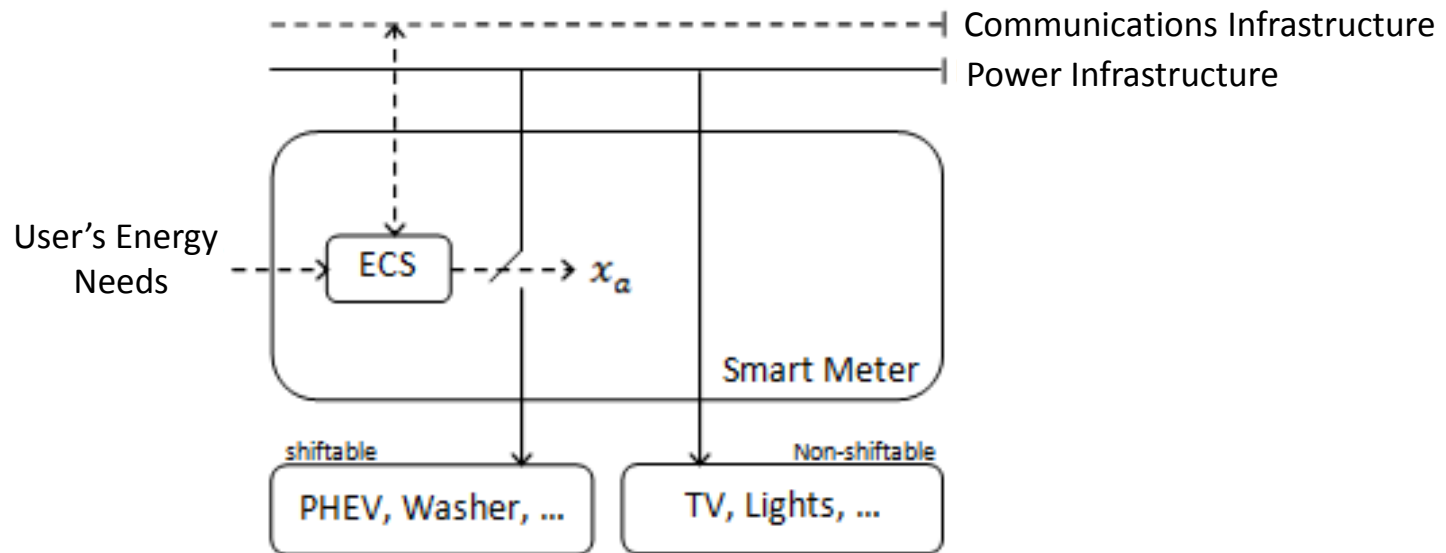 Communications Infrastructure
Power Infrastructure
User’s Energy
Needs
ECS
x_a
Smart Meter
shiftable
Non-shiftable
PHEV, Washer, ...
TV, Lights, ...